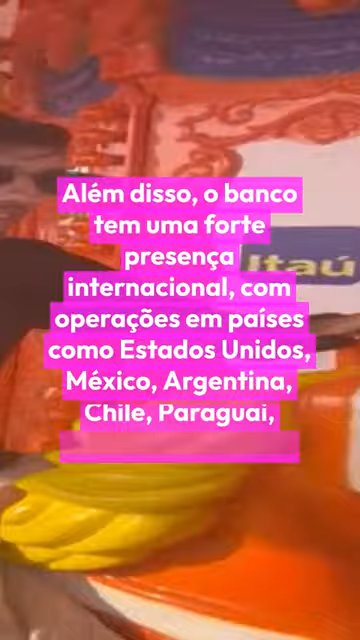 Além disso, o banco
tem uma forte
presença
Itaú
internacional, com
operações em países
como Estados Unidos,
México, Argentina,
Chile, Paraguai,